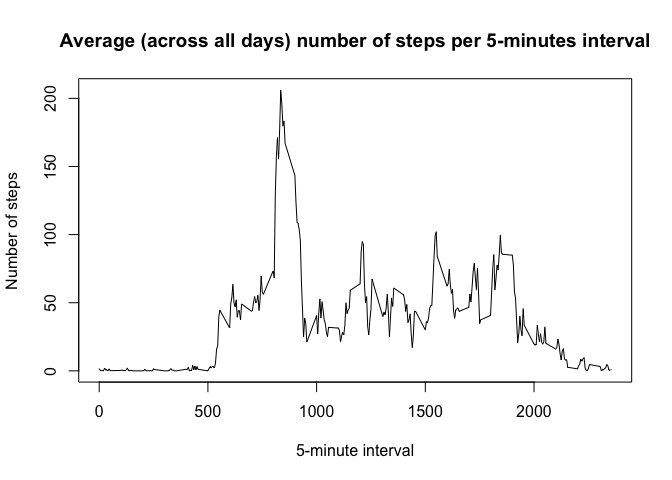 Average (across all days) number of steps per 5-minutes interval
Number of steps
200
150
100
50
0
0 500 1000 1500 2000
5-minute interval